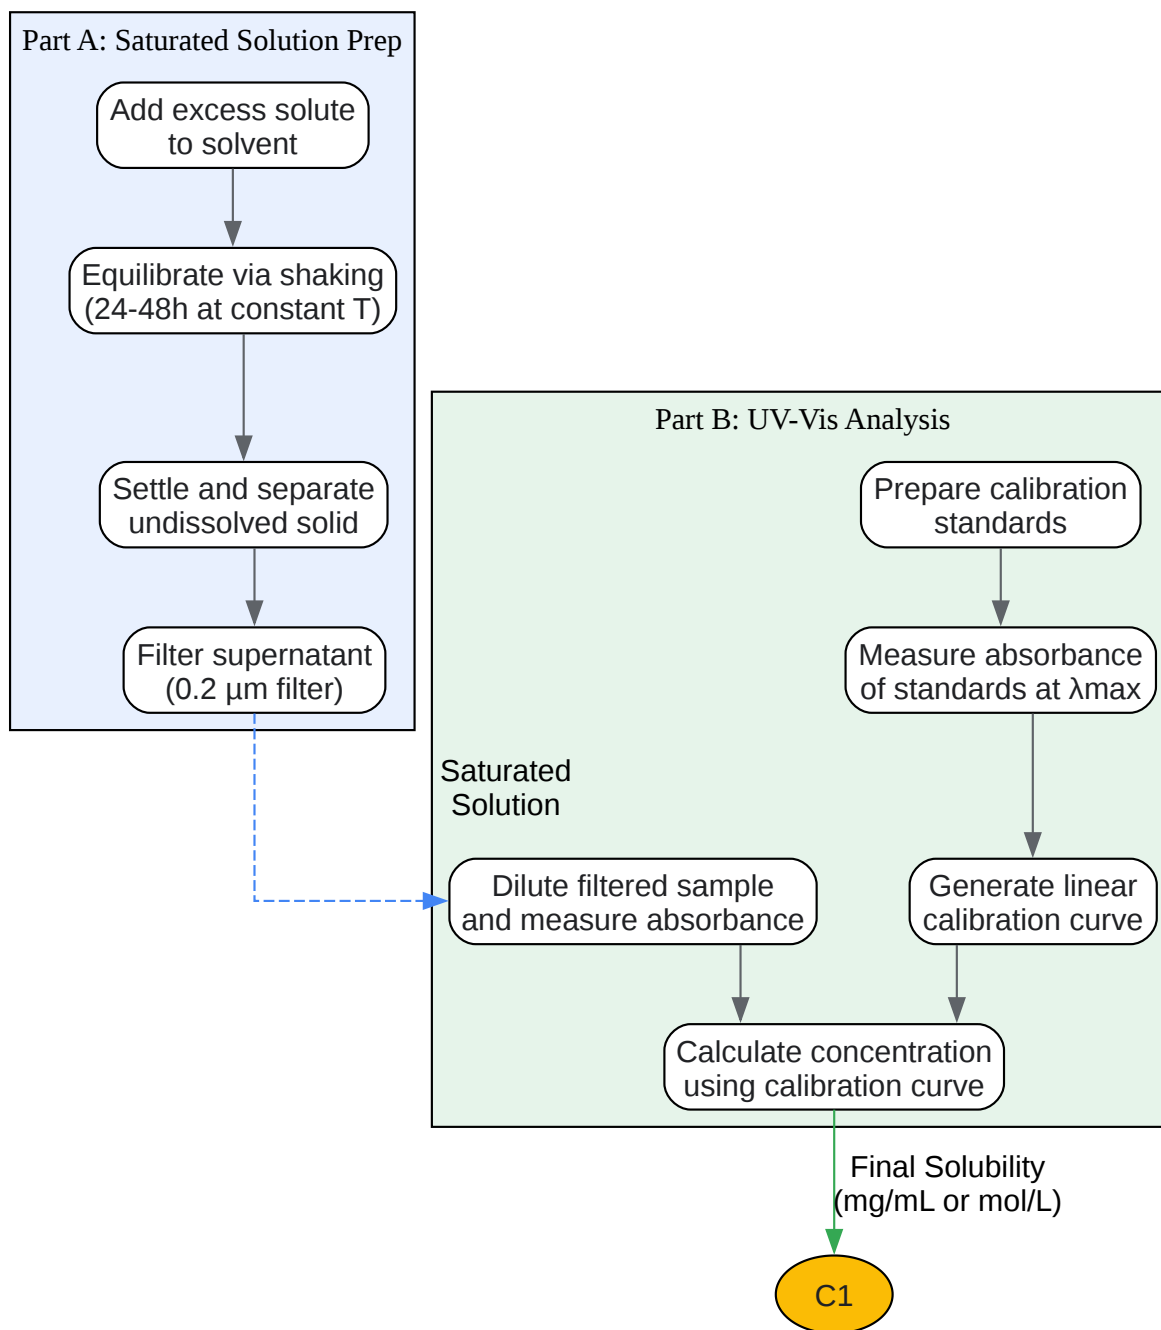 Part A: Saturated Solution Prep
Add excess solute
to solvent
Equilibrate via shaking
(24-48h at constant T)
Settle and separate
undissolved solid
Filter supernatant
(0.2 µm filter)
Part B: UV-Vis Analysis
Prepare calibration
standards
Measure absorbance
of standards at λmax
Saturated
Solution
Dilute filtered sample
and measure absorbance
Generate linear
calibration curve
Calculate concentration
using calibration curve
Final Solubility
(mg/mL or mol/L)
C1